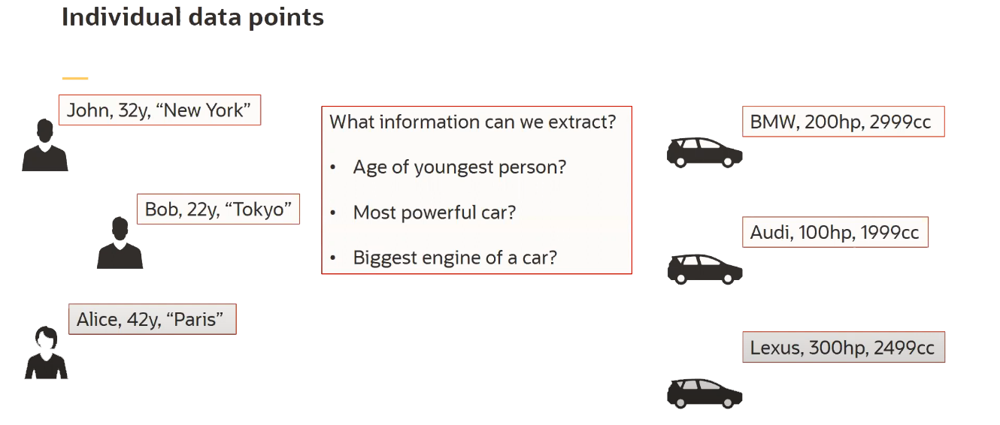 Individual data points
John, 32y, “New York”
Bob, 22y, “Tokyo”
Alice, 42y, “Paris”
What information can we extract?
• Age of youngest person?
• Most powerful car?
• Biggest engine of a car?
BMW, 200hp, 2999cc
Audi, 100hp, 1999cc
Lexus, 300hp, 2499cc